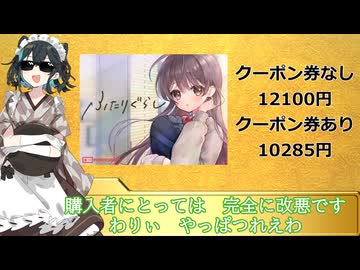 ふたりぐらし
クーポン券なし
12100円
クーポン券あり
10285円
購入者にとっては　完全に改悪です
わりぃ　やっぱつれえわ